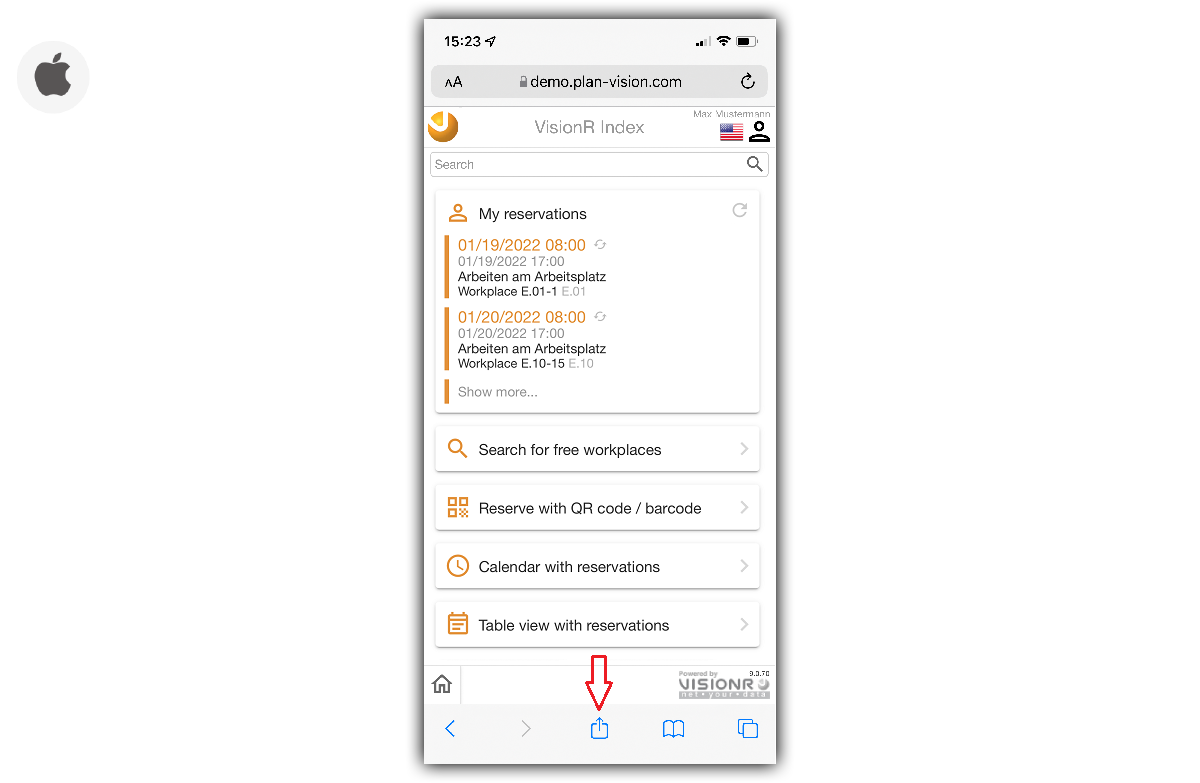 15:23
AA
demo.plan-vision.com
Max Mustermann
VisionR Index
Search
My reservations
01/19/2022 08:00
01/19/2022 17:00
Arbeiten am Arbeitsplatz
Workplace E.01-1 E.01
01/20/2022 08:00
01/20/2022 17:00
Arbeiten am Arbeitsplatz
Workplace E.10-15 E.10
Show more...
Search for free workplaces
Reserve with QR code / barcode
Calendar with reservations
Table view with reservations
Powered by 9.0.70
VISIONR
net • your • data